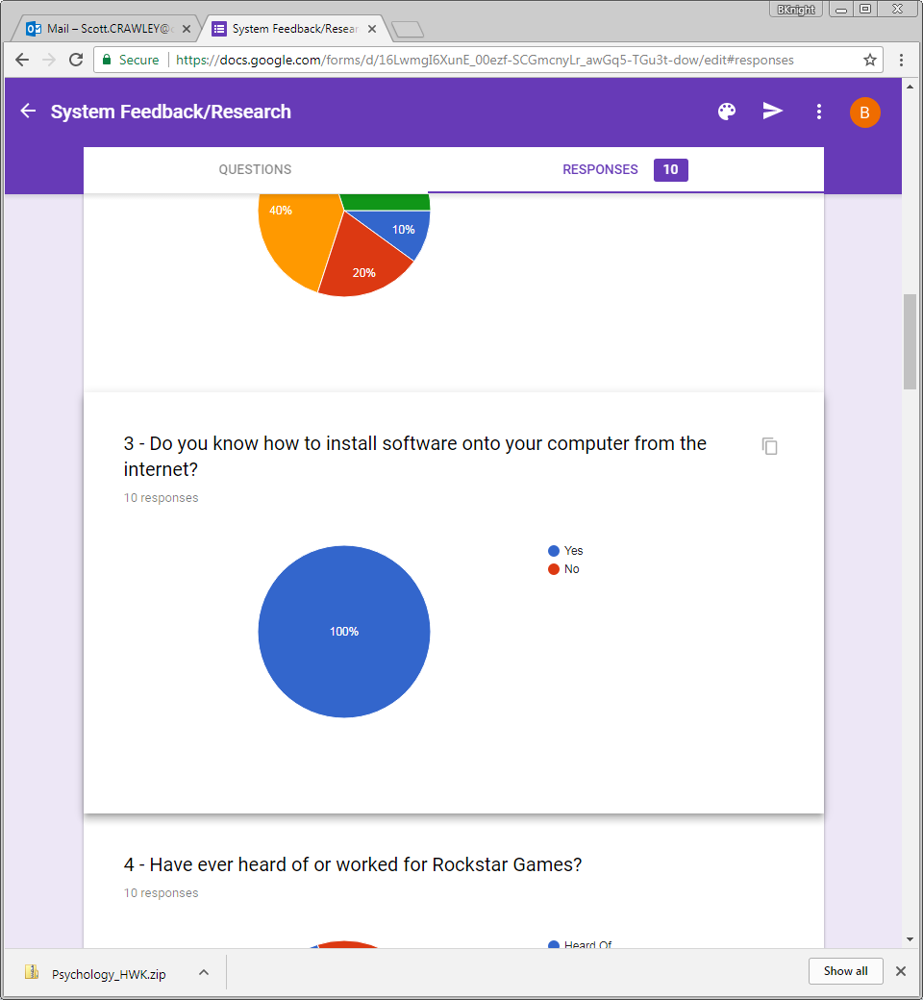 BKnight
Mail – Scott.CRAWLEY@
System Feedback/Resear
Secure
https://docs.google.com/forms/d/16LwmgI6XunE_00ezf-SCGmcnyLr_awGq5-TGu3t-dow/edit#responses
System Feedback/Research
B
QUESTIONS
RESPONSES 10
40%
10%
20%
3 - Do you know how to install software onto your computer from the
internet?
10 responses
Yes
No
100%
4 - Have ever heard of or worked for Rockstar Games?
10 responses
Heard Of
Psychology_HWK.zip
Show all